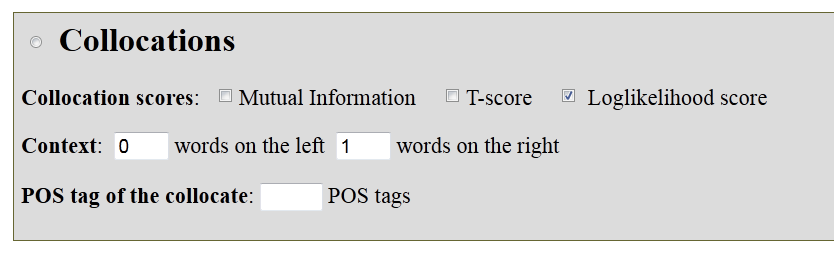 Collocations
Collocation scores: Mutual Information T-score Loglikelihood score
Context: 0 words on the left 1 words on the right
POS tag of the collocate: POS tags